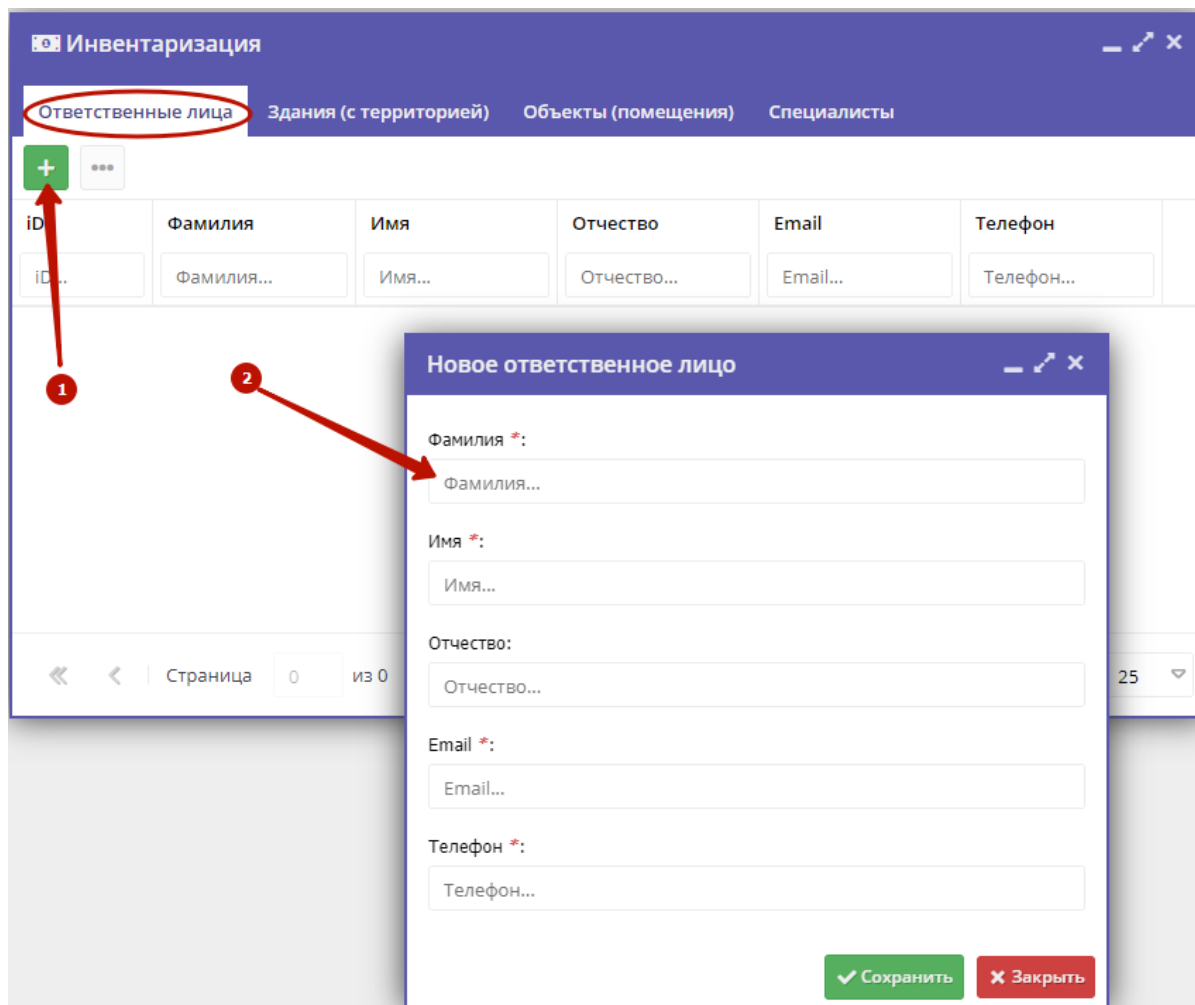 Инвентаризация
Ответственные лица Здания (с территорией) Объекты (помещения) Специалисты
+ •••
iD Фамилия Имя Отчество Email Телефон
iD... Фамилия... Имя... Отчество... Email... Телефон...
1
2
Новое ответственное лицо
Фамилия *:
Фамилия...
Имя *:
Имя...
Отчество:
Отчество...
Страница 0 из 0
25
Email *:
Email...
Телефон *:
Телефон...
Сохранить Закрыть